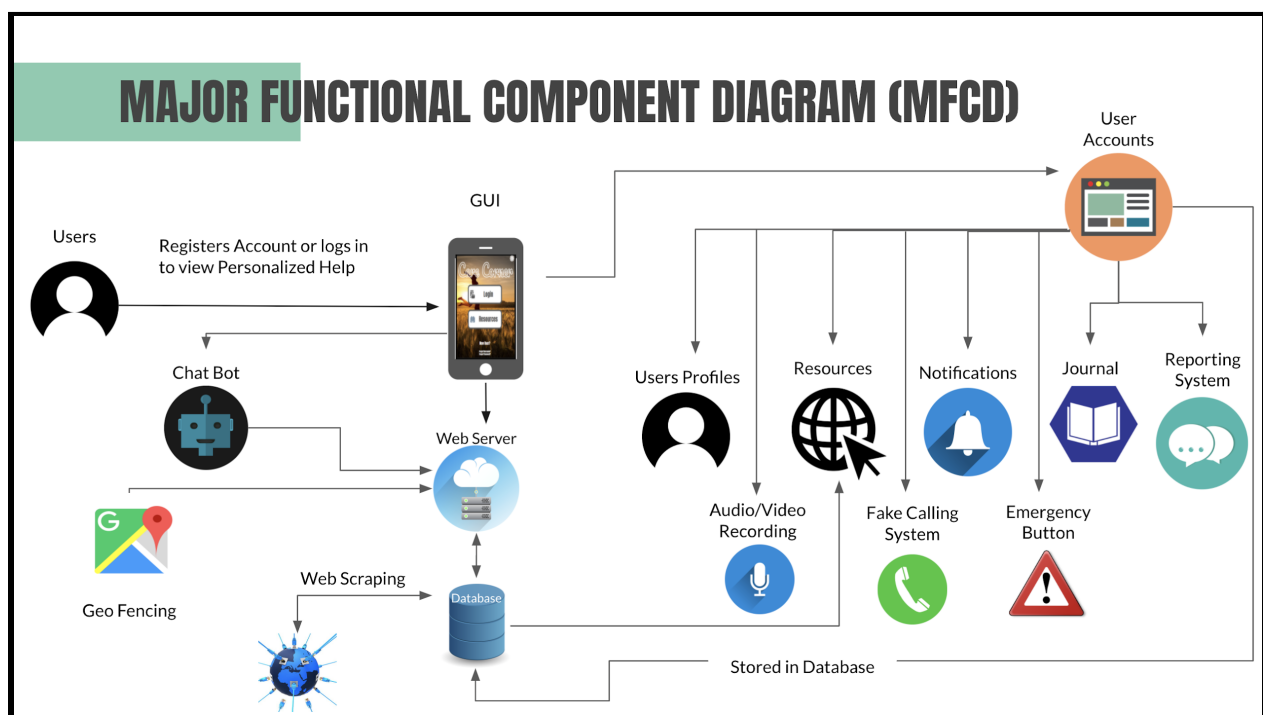 MAJOR FUNCTIONAL COMPONENT DIAGRAM (MFCD)
User
Accounts
GUI
Users
Registers Account or logs in
to view Personalized Help
Login
Resources
Chat Bot
Users Profiles
Resources
Notifications
Journal
Reporting
System
Web Server
G
Audio/Video
Recording
Fake Calling
System
Emergency
Button
Web Scraping
Database
Geo Fencing
Stored in Database